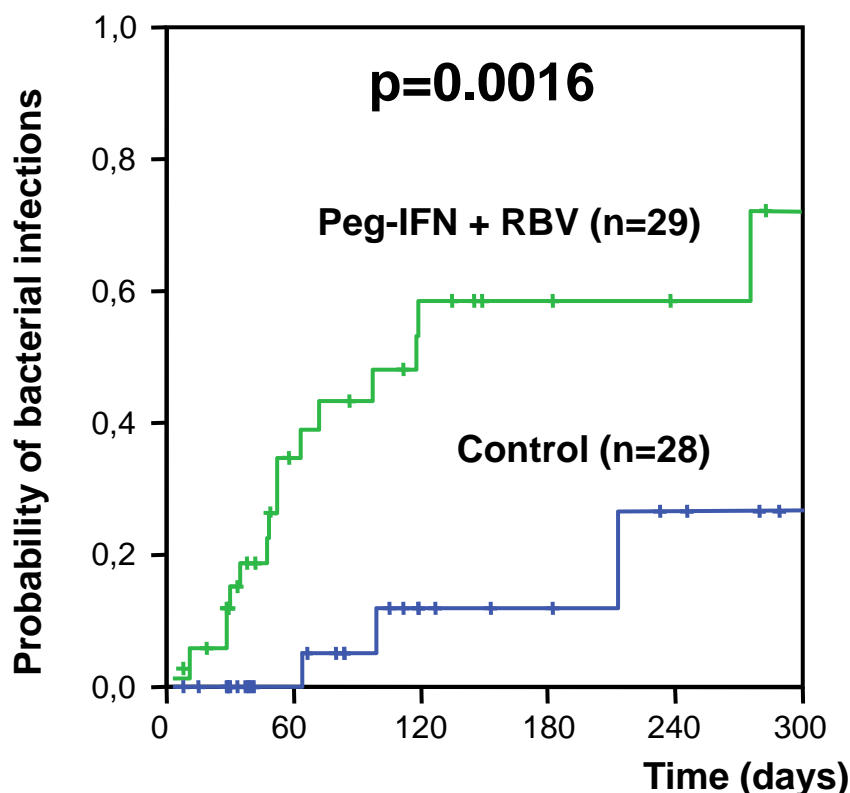 Probability of bacterial infections
1,0
0,8
0,6
0,4
0,2
0,0
p=0.0016
Peg-IFN + RBV (n=29)
Control (n=28)
0 60 120 180 240 300
Time (days)